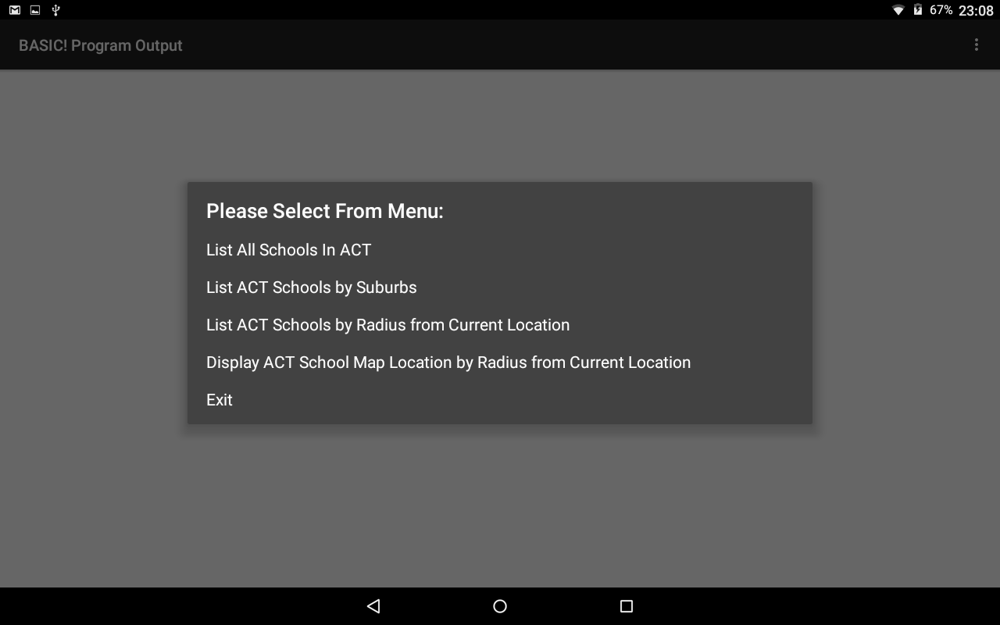 67% 23:08
BASIC! Program Output
Please Select From Menu:
List All Schools In ACT
List ACT Schools by Suburbs
List ACT Schools by Radius from Current Location
Display ACT School Map Location by Radius from Current Location
Exit